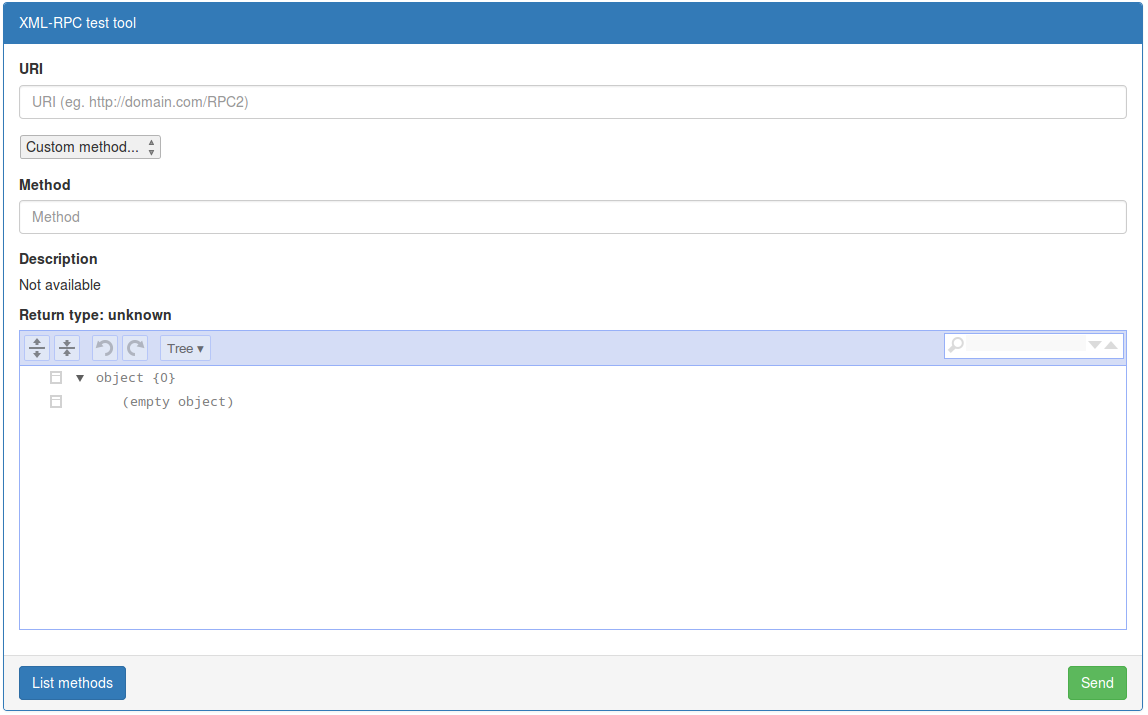 XML-RPC test tool
URI
URI (eg. http://domain.com/RPC2)
Custom method...
Method
Method
Description
Not available
Return type: unknown
Tree ▾
object {0}
(empty object)
List methods
Send